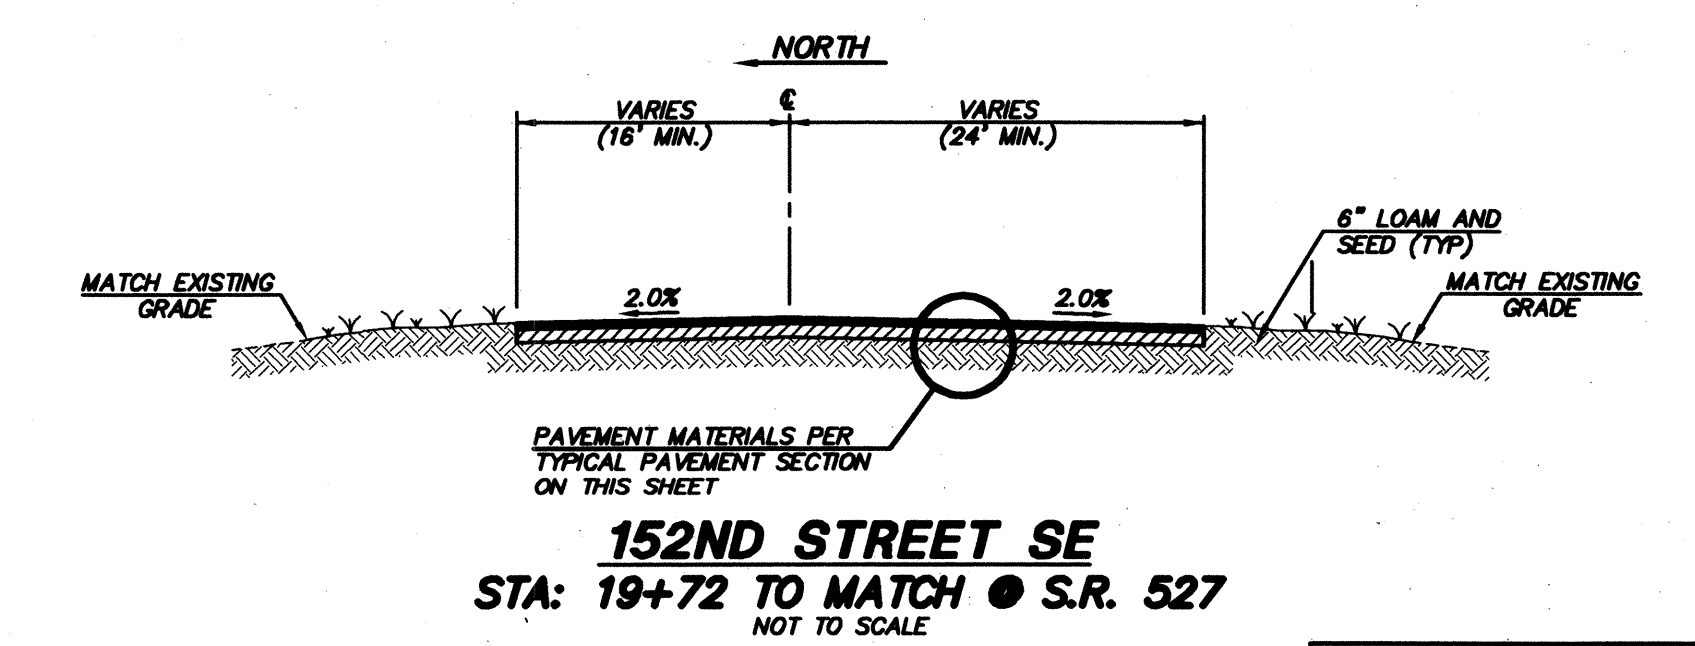 NORTH
VARIES
(16' MIN.)
℄
VARIES
(24' MIN.)
6" LOAM AND
SEED (TYP)
MATCH EXISTING
GRADE
2.0%
2.0%
MATCH EXISTING
GRADE
PAVEMENT MATERIALS PER
TYPICAL PAVEMENT SECTION
ON THIS SHEET
152ND STREET SE
STA: 19+72 TO MATCH @ S.R. 527
NOT TO SCALE